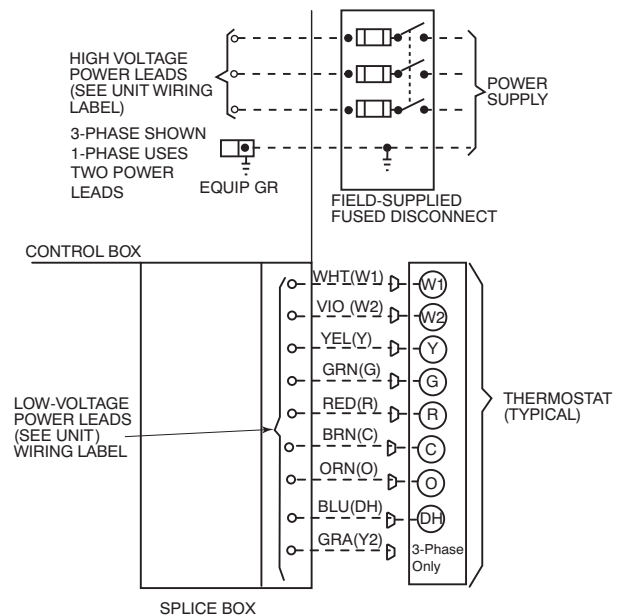 HIGH VOLTAGE
POWER LEADS
(SEE UNIT WIRING
LABEL)
POWER
SUPPLY
3-PHASE SHOWN
1-PHASE USES
TWO POWER
LEADS
EQUIP GR
FIELD-SUPPLIED
FUSED DISCONNECT
CONTROL BOX
WHT(W1)
W1
VIO (W2)
W2
YEL(Y)
Y
GRN(G)
G
RED(R)
R
BRN(C)
C
ORN(O)
O
BLU(DH)
DH
GRA(Y2)
3-Phase
Only
LOW-VOLTAGE
POWER LEADS
(SEE UNIT)
WIRING LABEL
THERMOSTAT
(TYPICAL)
SPLICE BOX